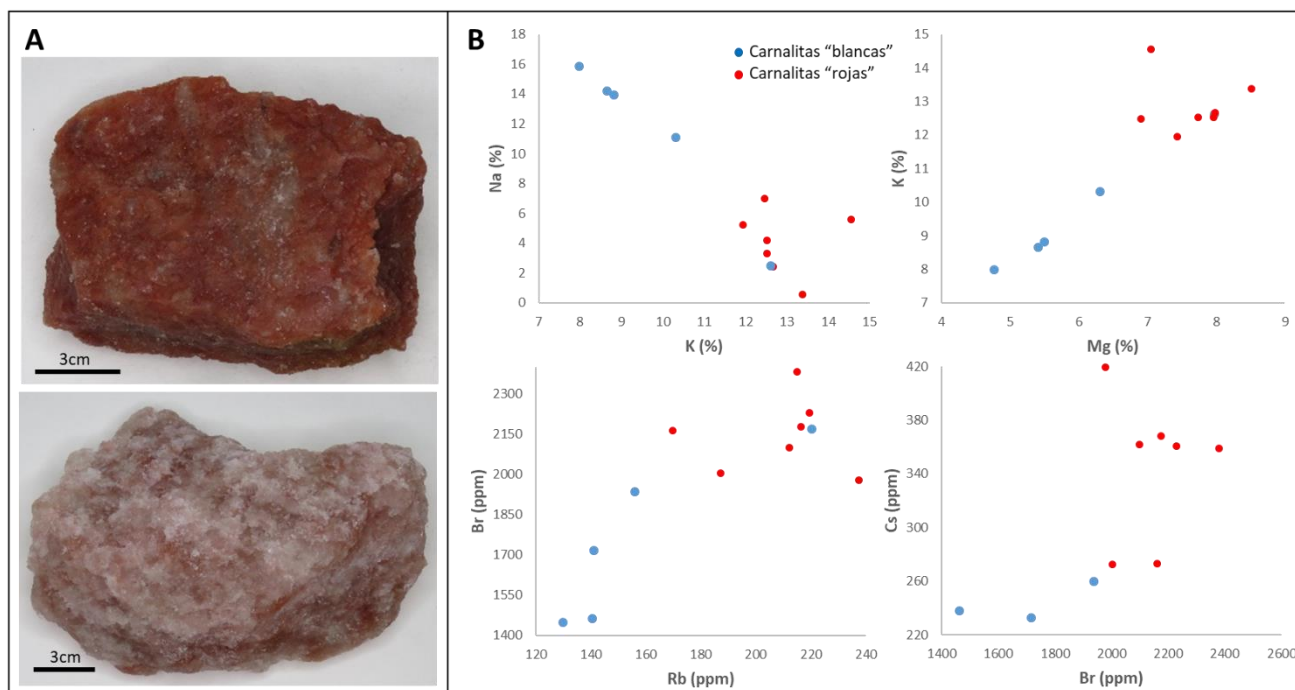 A
3cm
3cm
B
Na (%)
18
16
14
12
10
8
6
4
2
0
7 8 9 10 11 12 13 14 15
K (%)
Carnalitas “blancas”
Carnalitas “rojas”
K (%)
15
14
13
12
11
10
9
8
7
4 5 6 7 8 9
Mg (%)
Br (ppm)
2300
2150
2000
1850
1700
1550
1400
120 140 160 180 200 220 240 260
Rb (ppm)
Cs (ppm)
420
380
340
300
260
220
1400 1600 1800 2000 2200 2400 2600
Br (ppm)